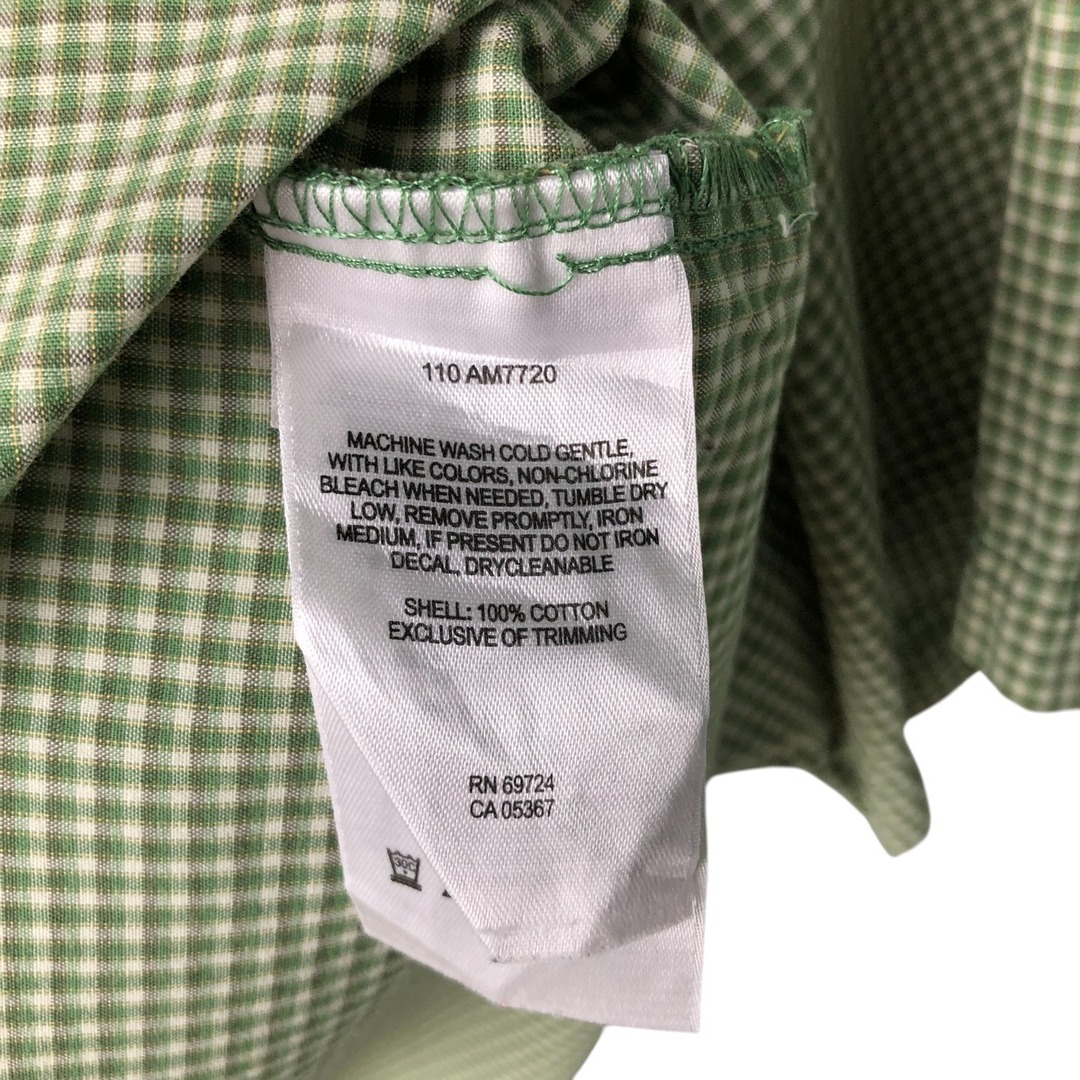 110 AM7720
MACHINE WASH COLD GENTLE,
WITH LIKE COLORS, NON-CHLORINE
BLEACH WHEN NEEDED, TUMBLE DRY
LOW, REMOVE PROMPTLY, IRON
MEDIUM, IF PRESENT DO NOT IRON
DECAL, DRYCLEANABLE
SHELL: 100% COTTON
EXCLUSIVE OF TRIMMING
RN 69724
CA 05367
30C